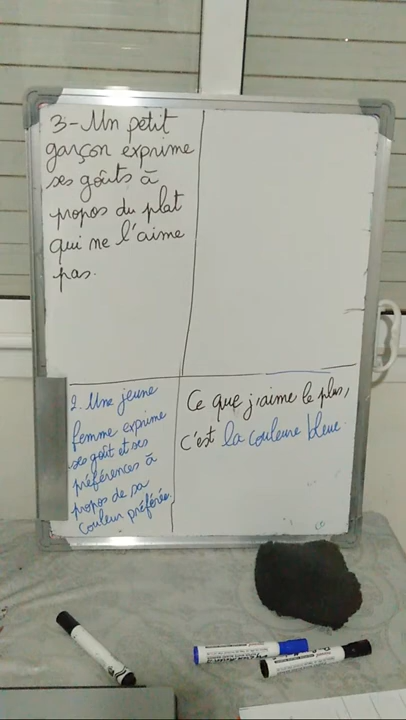 3-Un petit
garçon exprime
ses goûts à
propos du plat
qui ne l'aime
pas.
2. Une jeune
femme exprime
ses goût et ses
préférences à
propos de sa
couleur préférée.
Ce que j'aime le plus,
c'est la couleure bleue.